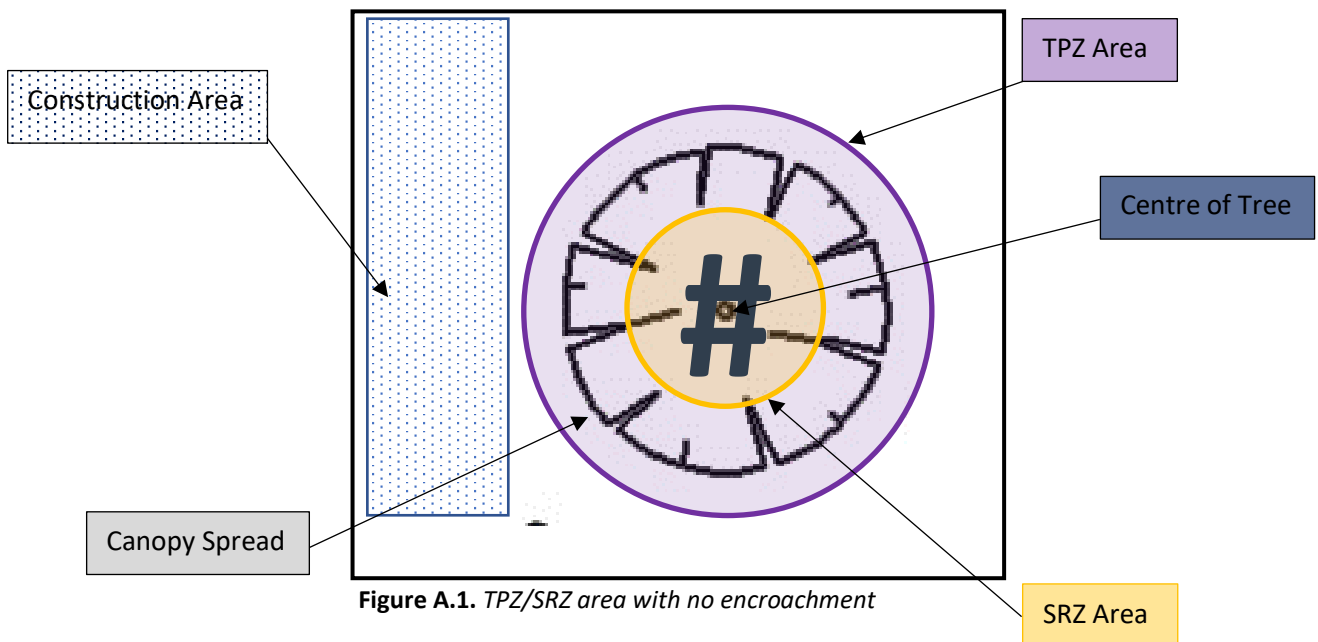 TPZ Area
Construction Area
Centre of Tree
#
Canopy Spread
Figure A.1. TPZ/SRZ area with no encroachment
SRZ Area